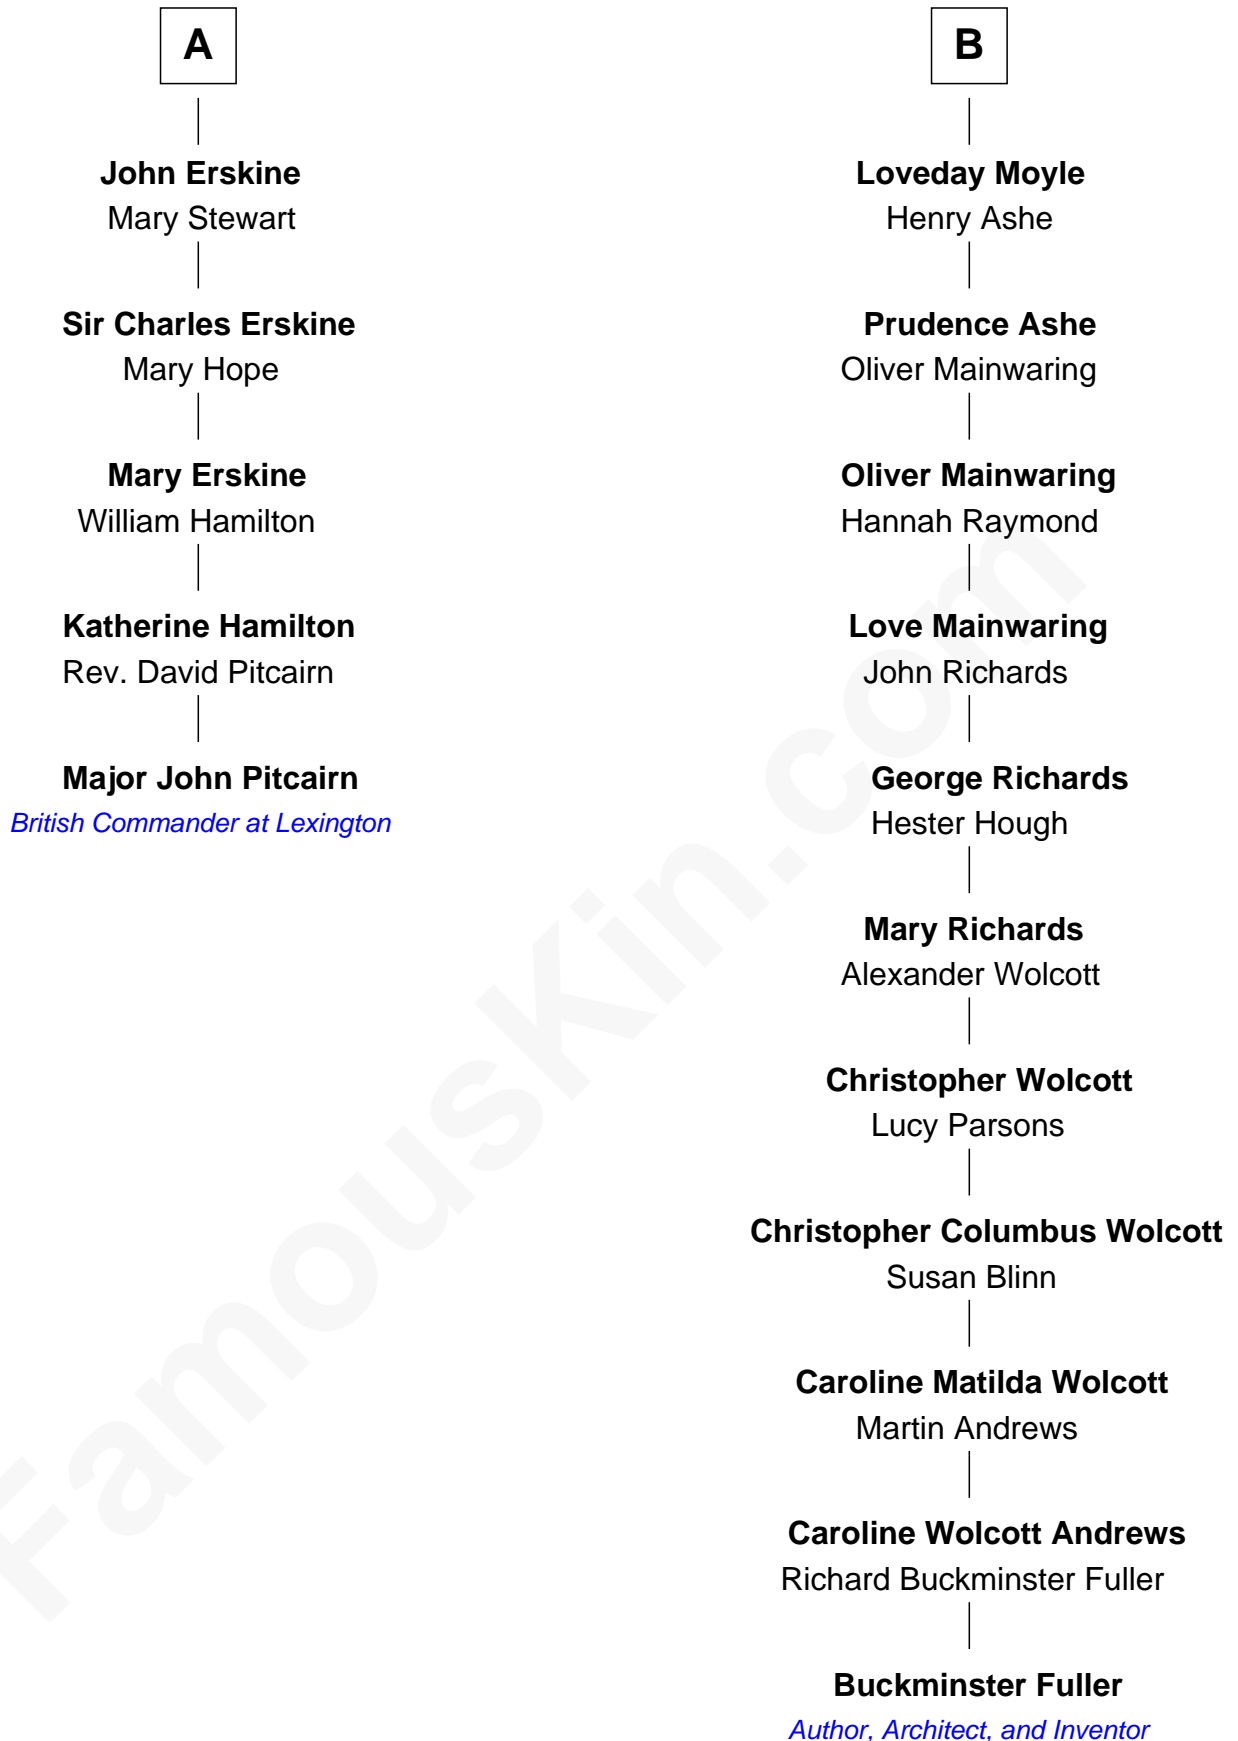 A
John Erskine
Mary Stewart
Sir Charles Erskine
Mary Hope
Mary Erskine
William Hamilton
Katherine Hamilton
Rev. David Pitcairn
Major John Pitcairn
British Commander at Lexington
B
Loveday Moyle
Henry Ashe
Prudence Ashe
Oliver Mainwaring
Oliver Mainwaring
Hannah Raymond
Love Mainwaring
John Richards
George Richards
Hester Hough
Mary Richards
Alexander Wolcott
Christopher Wolcott
Lucy Parsons
Christopher Columbus Wolcott
Susan Blinn
Caroline Matilda Wolcott
Martin Andrews
Caroline Wolcott Andrews
Richard Buckminster Fuller
Buckminster Fuller
Author, Architect, and Inventor
FamousKin.com